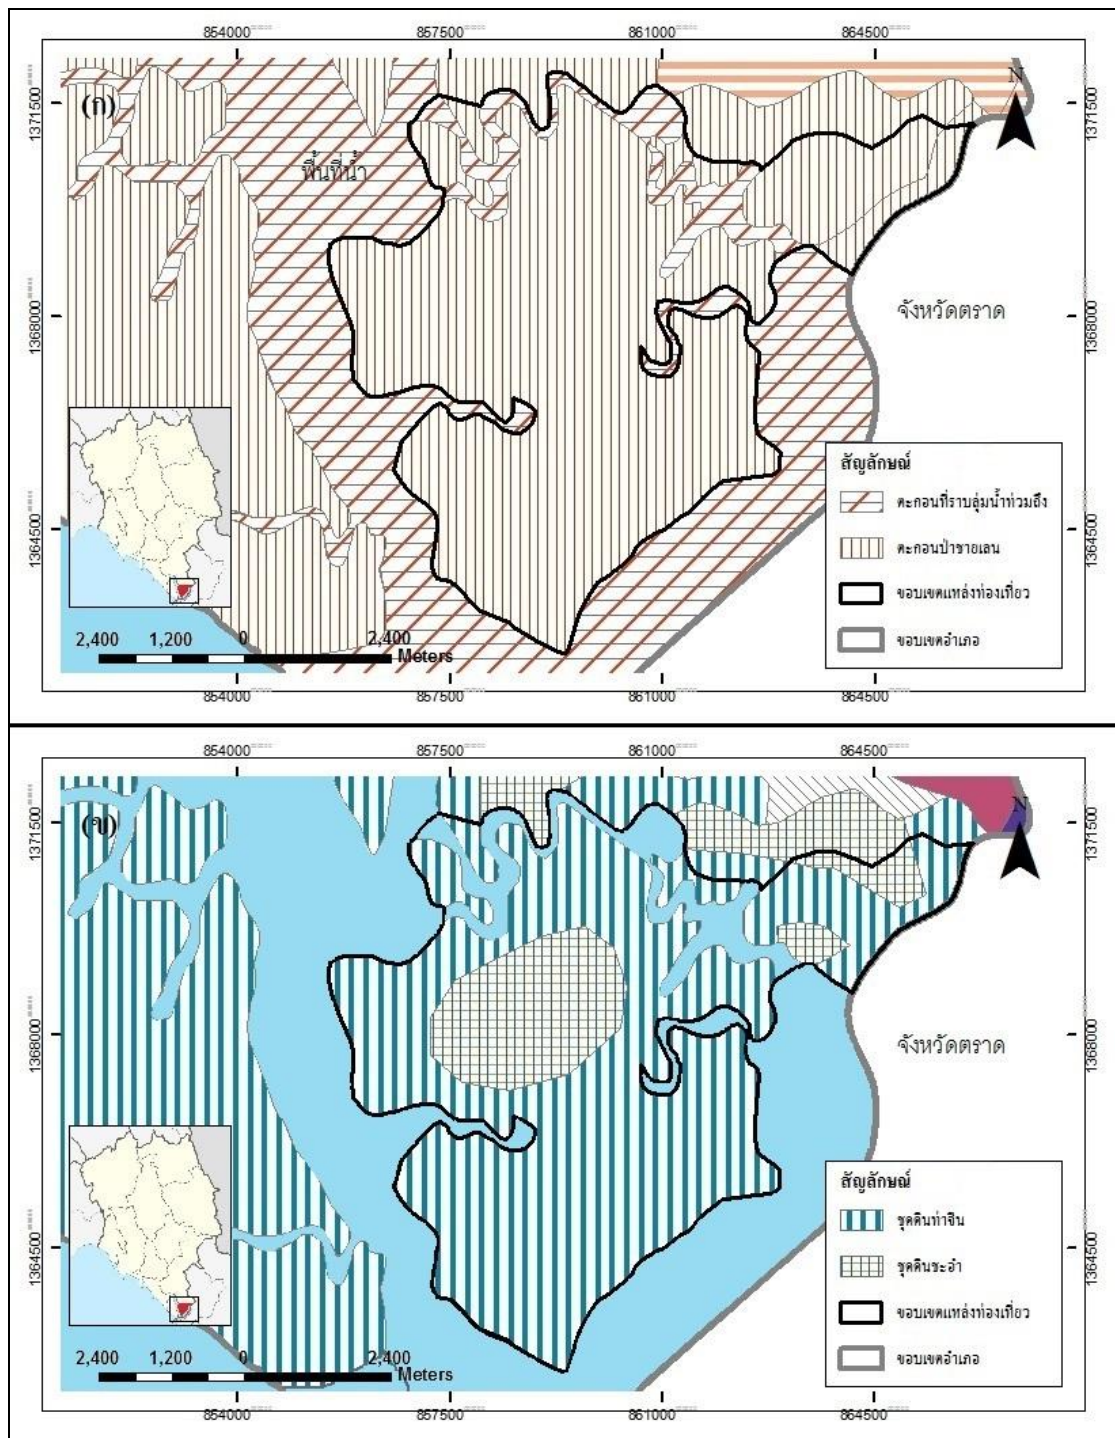 854000 857500 861000 864500
1371500 1371500
(ก)
N
พื้นที่น้ำ
1368000 1368000
จังหวัดตราด
สัญลักษณ์
ตะกอนที่ราบลุ่มน้ำท่วมถึง
ตะกอนป่าชายเลน
ขอบเขตแหล่งท่องเที่ยว
ขอบเขตอำเภอ
1364500 1364500
2,400 1,200 0 2,400
Meters
854000 857500 861000 864500
854000 857500 861000 864500
1371500 1371500
(ข)
N
1368000 1368000
จังหวัดตราด
สัญลักษณ์
ชุดดินท่าจีน
ชุดดินชะอำ
ขอบเขตแหล่งท่องเที่ยว
ขอบเขตอำเภอ
1364500 1364500
2,400 1,200 0 2,400
Meters
854000 857500 861000 864500